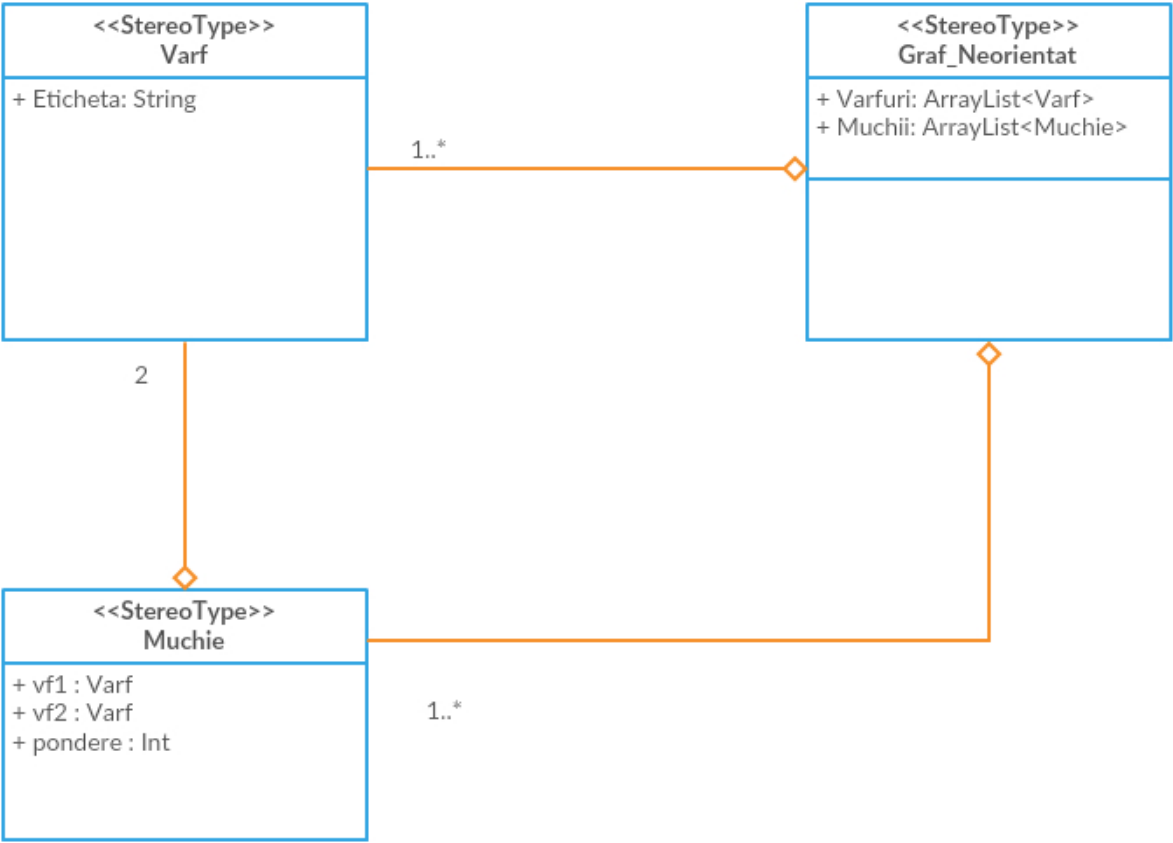 <<StereoType>>
Varf
+ Eticheta: String
1..*
<<StereoType>>
Graf_Neorientat
+ Varfuri: ArrayList<Varf>
+ Muchii: ArrayList<Muchie>
2
<<StereoType>>
Muchie
+ vf1 : Varf
+ vf2 : Varf
+ pondere : Int
1..*